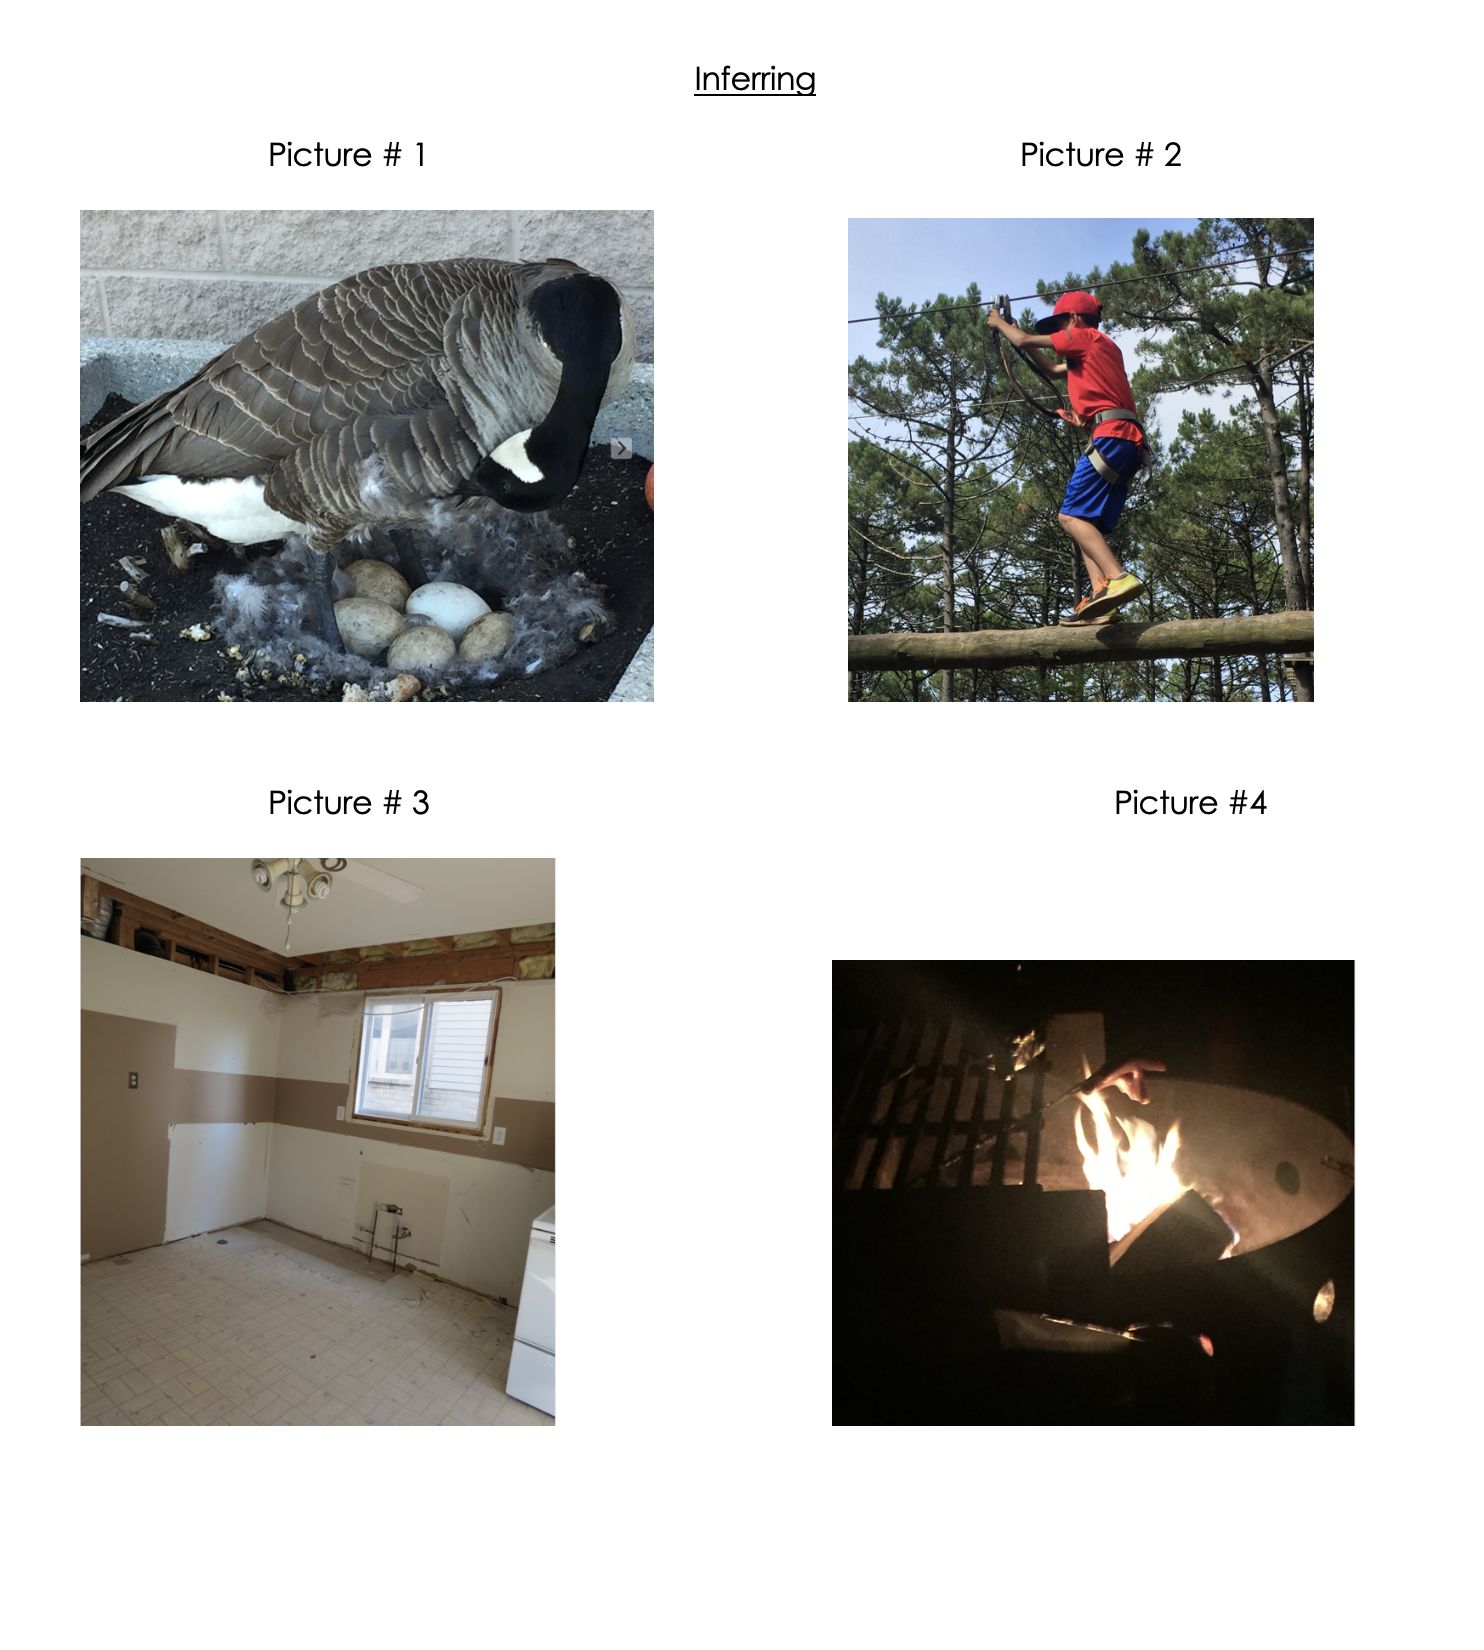 Inferring
Picture # 1
Picture # 2
Picture # 3
Picture #4